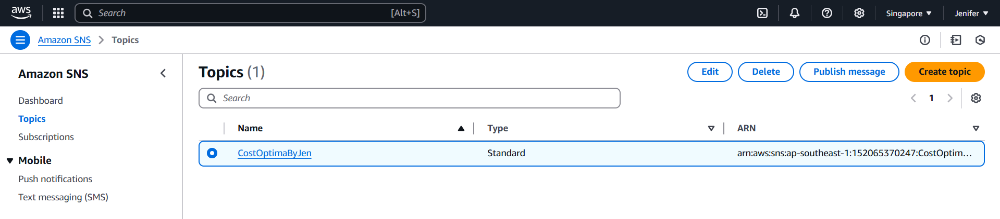 aws Search [Alt+S] Singapore Jenifer
Amazon SNS Topics
Amazon SNS
Dashboard
Topics
Subscriptions
Mobile
Push notifications
Text messaging (SMS)
Topics (1) Edit Delete Publish message Create topic
Search 1
Name Type ARN
CostOptimaByJen Standard arn:aws:sns:ap-southeast-1:152065370247:CostOptim...